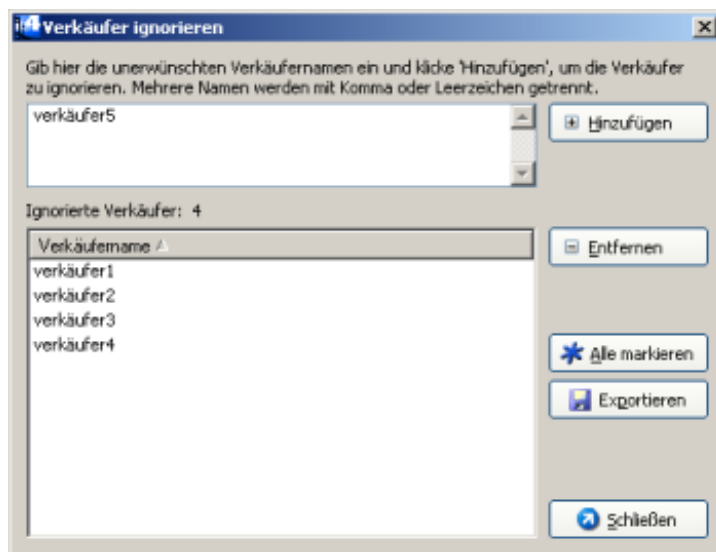 Verkäufer ignorieren
Gib hier die unerwünschten Verkäufernamen ein und klicke 'Hinzufügen', um die Verkäufer
zu ignorieren. Mehrere Namen werden mit Komma oder Leerzeichen getrennt.
verkäufer5
Hinzufügen
Ignorierte Verkäufer: 4
Verkäufername
Entfernen
verkäufer1
verkäufer2
verkäufer3
verkäufer4
Alle markieren
Exportieren
Schließen